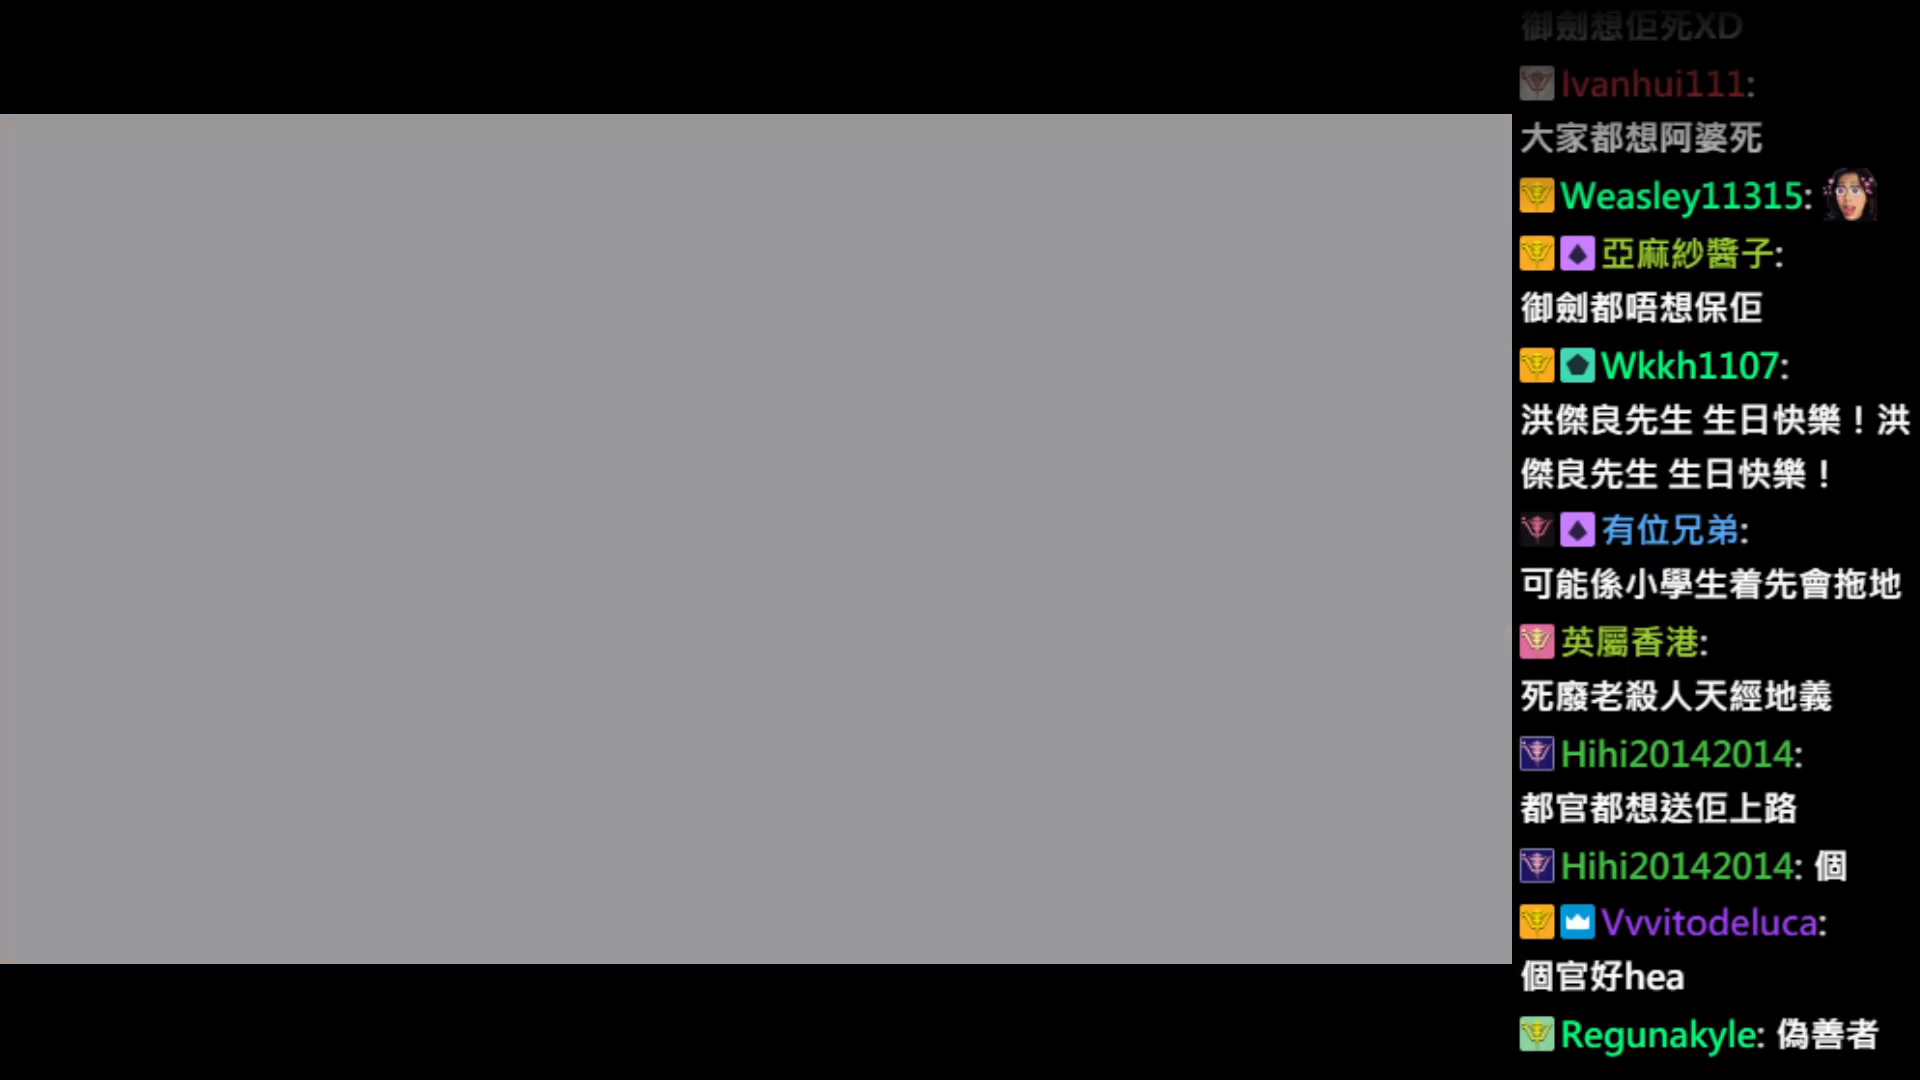 御劍想佢死XD
Ivanhui111:
大家都想阿婆死
Weasley11315:
亞麻紗醬子:
御劍都唔想保佢
Wkkh1107:
洪傑良先生 生日快樂！洪
傑良先生 生日快樂！
有位兄弟:
可能係小學生着先會拖地
英屬香港:
死廢老殺人天經地義
Hihi20142014:
都官都想送佢上路
Hihi20142014: 個
Vvvitodeluca:
個官好hea
Regunakyle: 偽善者